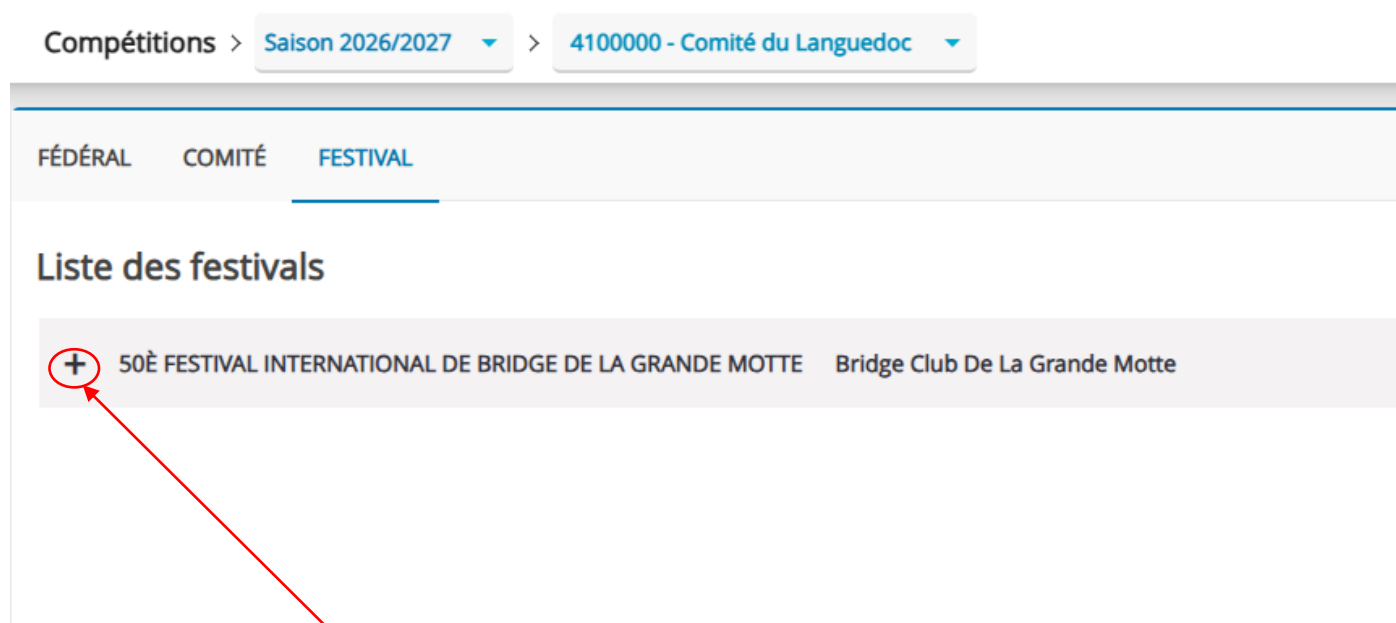 Compétitions > Saison 2026/2027 > 4100000 - Comité du Languedoc
FÉDÉRAL COMITÉ FESTIVAL
Liste des festivals
+ 50È FESTIVAL INTERNATIONAL DE BRIDGE DE LA GRANDE MOTTE Bridge Club De La Grande Motte